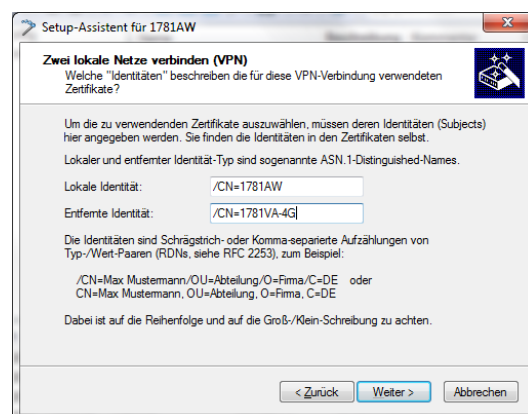 Setup-Assistent für 1781AW
Zwei lokale Netze verbinden (VPN)
Welche "Identitäten" beschreiben die für diese VPN-Verbindung verwendeten
Zertifikate?
Um die zu verwendenden Zertifikate auszuwählen, müssen deren Identitäten (Subjects)
hier angegeben werden. Sie finden die Identitäten in den Zertifikaten selbst.
Lokaler und entfernter Identität-Typ sind sogenannte ASN.1-Distinguished-Names.
Lokale Identität: /CN=1781AW
Entfernte Identität: /CN=1781VA-4G
Die Identitäten sind Schrägstrich- oder Komma-separierte Aufzählungen von
Typ-/Wert-Paaren (RDNs, siehe RFC 2253), zum Beispiel:
/CN=Max Mustermann/OU=Abteilung/O=Firma/C=DE oder
CN=Max Mustermann, OU=Abteilung, O=Firma, C=DE
Dabei ist auf die Reihenfolge und auf die Groß-/Klein-Schreibung zu achten.
< Zurück Weiter > Abbrechen